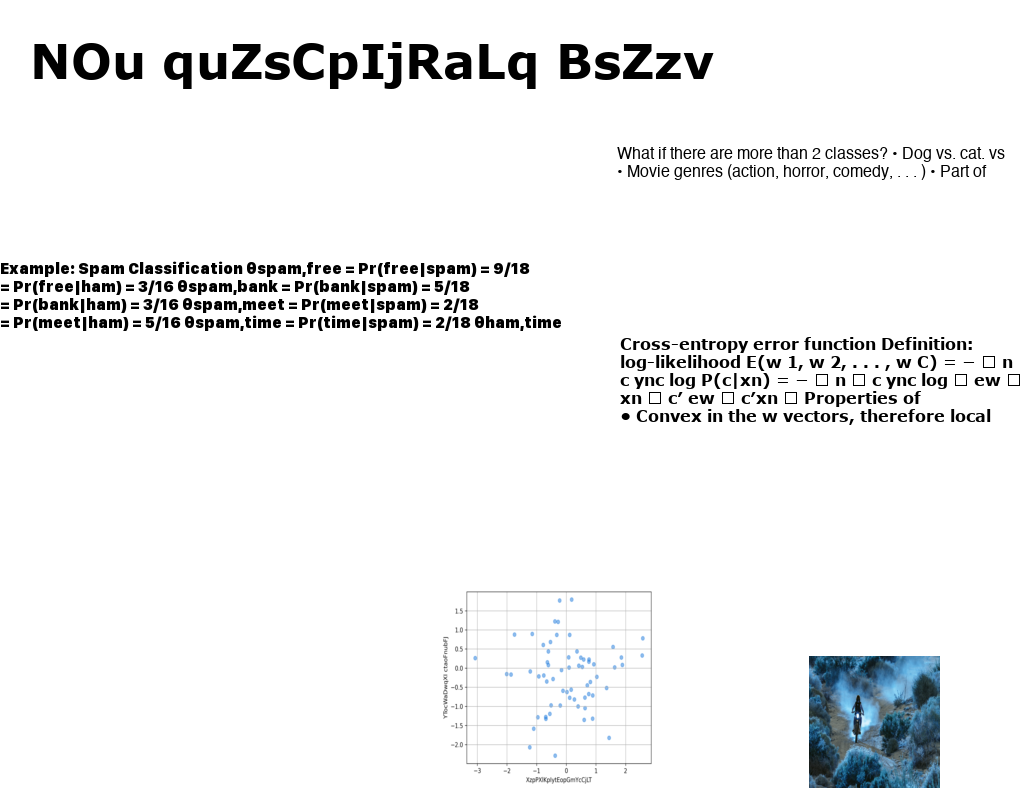 NOu quZsCpIjRaLq BsZzv
What if there are more than 2 classes? • Dog vs. cat. vs
• Movie genres (action, horror, comedy, . . . ) • Part of
Example: Spam Classification θspam,free = Pr(free|spam) = 9/18
= Pr(free|ham) = 3/16 θspam,bank = Pr(bank|spam) = 5/18
= Pr(bank|ham) = 3/16 θspam,meet = Pr(meet|spam) = 2/18
= Pr(meet|ham) = 5/16 θspam,time = Pr(time|spam) = 2/18 θham,time
Cross-entropy error function Definition:
log-likelihood E(w 1, w 2, . . . , w C) = − □ n
c ync log P(c|xn) = − □ n □ c ync log □ ew □
xn □ c′ ew □ c′xn □ Properties of
● Convex in the w vectors, therefore local
1.5
1.0
0.5
0.0
−0.5
−1.0
−1.5
−2.0
−3 −2 −1 0 1 2